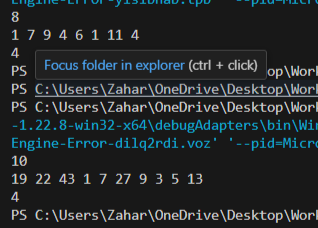 Engine-Error-yisibhab.tpb' '--pid=Micro
8
1 7 9 4 6 1 11 4
4
PS op\Work
Focus folder in explorer (ctrl + click)
PS C:\Users\Zahar\OneDrive\Desktop\Work
PS C:\Users\Zahar\OneDrive\Desktop\Work
-1.22.8-win32-x64\debugAdapters\bin\Win
Engine-Error-dilq2rdi.voz' '--pid=Micro
10
19 22 43 1 7 27 9 3 5 13
4
PS C:\Users\Zahar\OneDrive\Desktop\Work